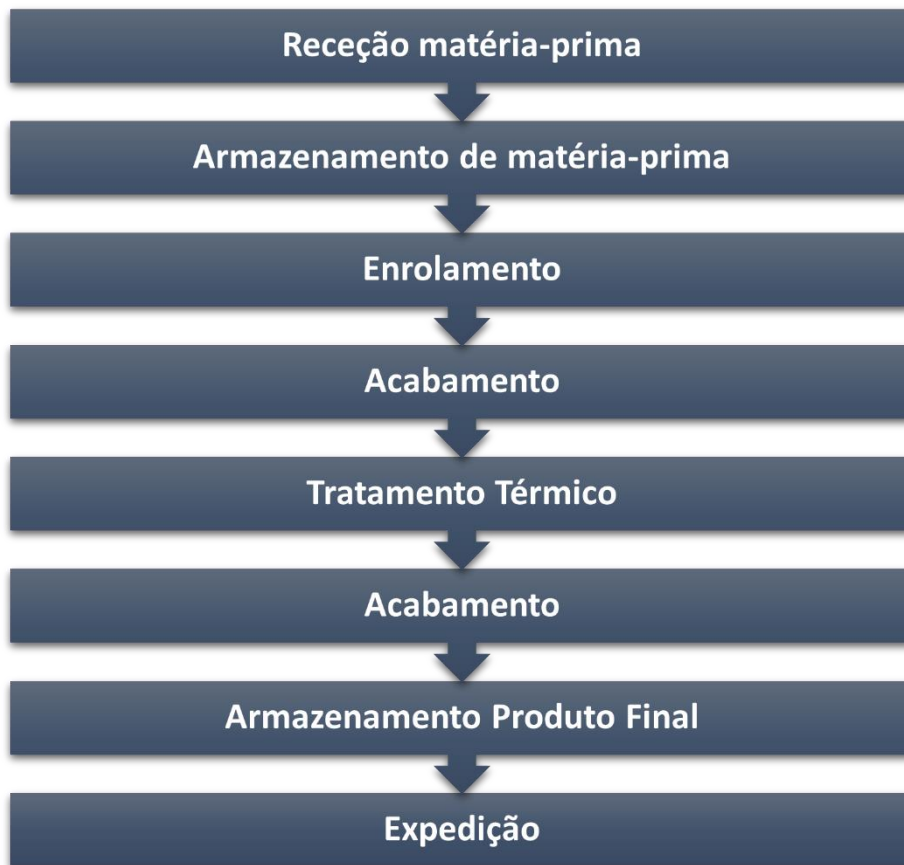 Receção matéria-prima
Armazenamento de matéria-prima
Enrolamento
Acabamento
Tratamento Térmico
Acabamento
Armazenamento Produto Final
Expedição